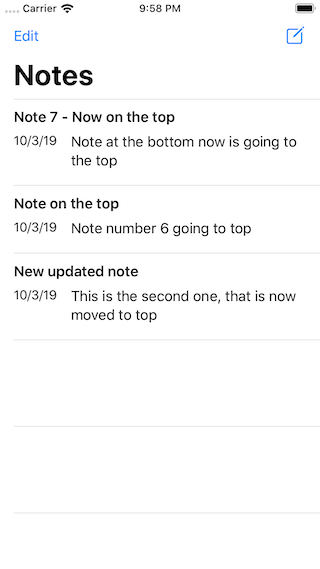 Carrier 9:58 PM
Edit
Notes
Note 7 - Now on the top
10/3/19 Note at the bottom now is going to
the top
Note on the top
10/3/19 Note number 6 going to top
New updated note
10/3/19 This is the second one, that is now
moved to top